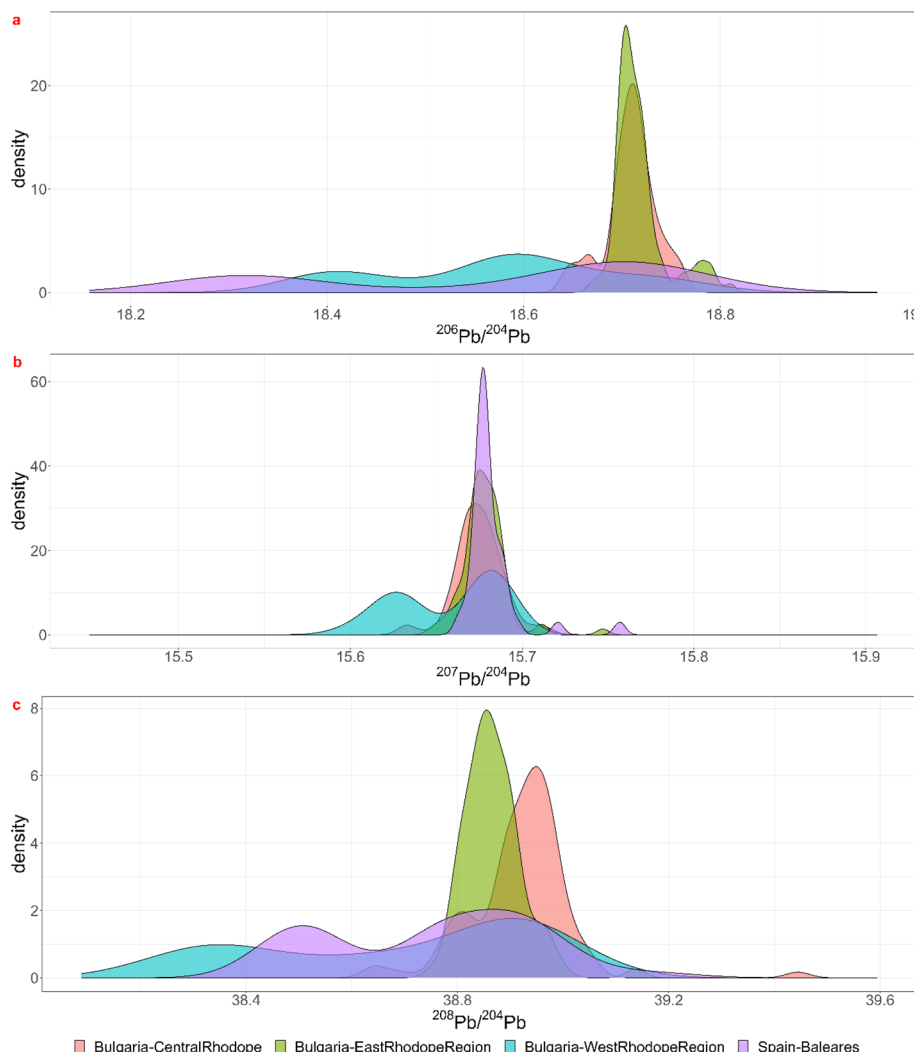 a
20
10
0
density
18.2 18.4 18.6 18.8 19
²⁰⁶Pb/²⁰⁴Pb
b
60
40
20
0
density
15.5 15.6 15.7 15.8 15.9
²⁰⁷Pb/²⁰⁴Pb
c
8
6
4
2
0
density
38.4 38.8 39.2 39.6
²⁰⁸Pb/²⁰⁴Pb
Bulgaria-CentralRhodope Bulgaria-EastRhodopeRegion Bulgaria-WestRhodopeRegion Spain-Baleares